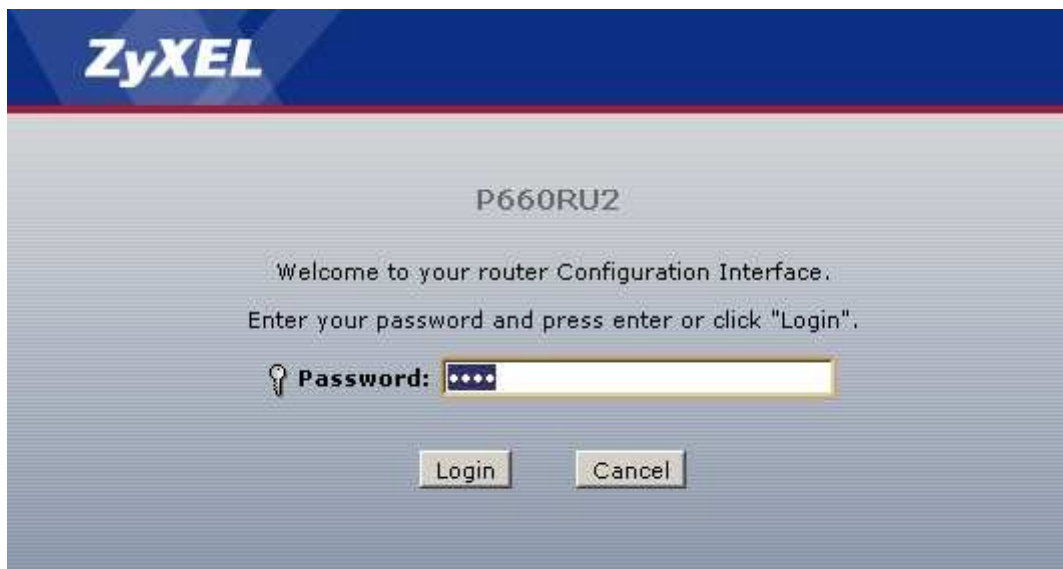 ZyXEL
P660RU2
Welcome to your router Configuration Interface.
Enter your password and press enter or click "Login".
Password: ••••
Login Cancel